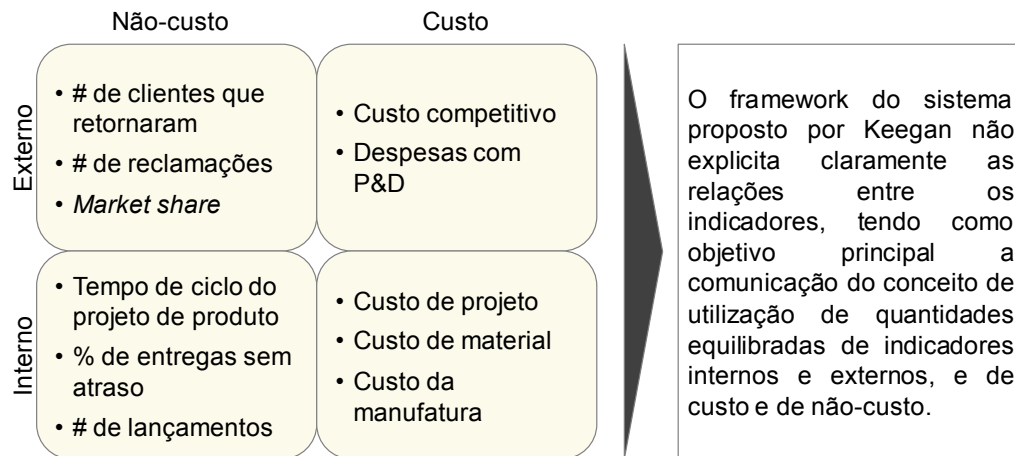 Não-custo
Custo
Externo
• # de clientes que
retornaram
• # de reclamações
• Market share
• Custo competitivo
• Despesas com
P&D
Interno
• Tempo de ciclo do
projeto de produto
• % de entregas sem
atraso
• # de lançamentos
• Custo de projeto
• Custo de material
• Custo da
manufatura
O framework do sistema
proposto por Keegan não
explicita claramente as
relações entre os
indicadores, tendo como
objetivo principal a
comunicação do conceito de
utilização de quantidades
equilibradas de indicadores
internos e externos, e de
custo e de não-custo.